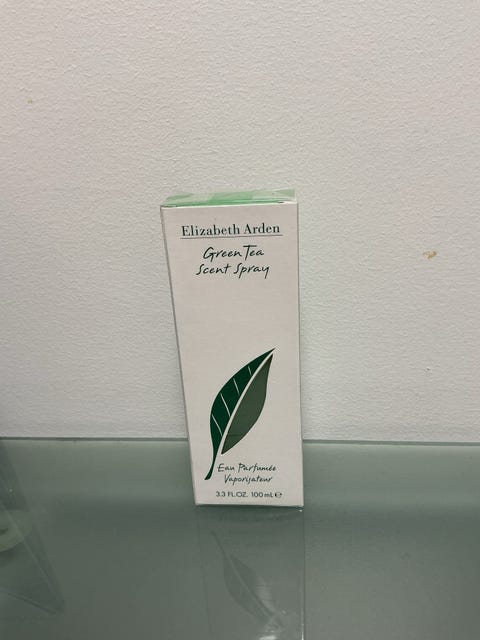 Elizabeth Arden
Green Tea
Scent Spray
Eau Parfumée
Vaporisateur
3.3 FL.OZ. 100 mL ℮